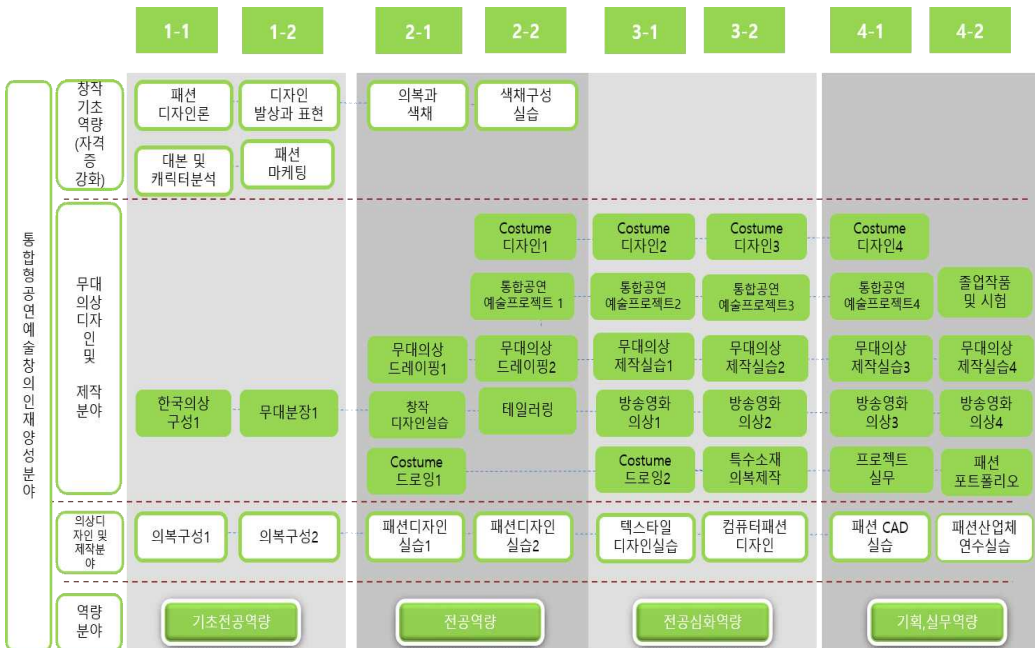 1-1
1-2
2-1
2-2
3-1
3-2
4-1
4-2
통합형공연예술창의인재양성분야
창작
기초
역량
(자격
증
강화)
패션
디자인론
디자인
발상과 표현
의복과
색채
색채구성
실습
대본 및
캐릭터분석
패션
마케팅
무대
의상
디자
인 및
제작
분야
Costume
디자인1
Costume
디자인2
Costume
디자인3
Costume
디자인4
통합공연
예술프로젝트 1
통합공연
예술프로젝트2
통합공연
예술프로젝트3
통합공연
예술프로젝트4
졸업작품
및 시험
무대의상
드레이핑1
무대의상
드레이핑2
무대의상
제작실습1
무대의상
제작실습2
무대의상
제작실습3
무대의상
제작실습4
한국의상
구성1
무대분장1
창작
디자인실습
테일러링
방송영화
의상1
방송영화
의상2
방송영화
의상3
방송영화
의상4
Costume
드로잉1
Costume
드로잉2
특수소재
의복제작
프로젝트
실무
패션
포트폴리오
의상디
자인 및
제작분
야
의복구성1
의복구성2
패션디자인
실습1
패션디자인
실습2
텍스타일
디자인실습
컴퓨터패션
디자인
패션 CAD
실습
패션산업체
연수실습
역량
분야
기초전공역량
전공역량
전공심화역량
기획,실무역량